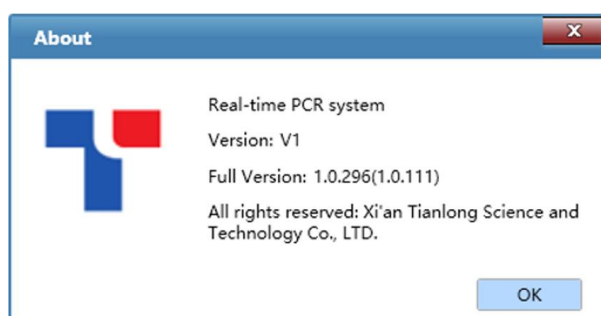 About
x
Real-time PCR system
Version: V1
Full Version: 1.0.296(1.0.111)
All rights reserved: Xi'an Tianlong Science and
Technology Co., LTD.
OK